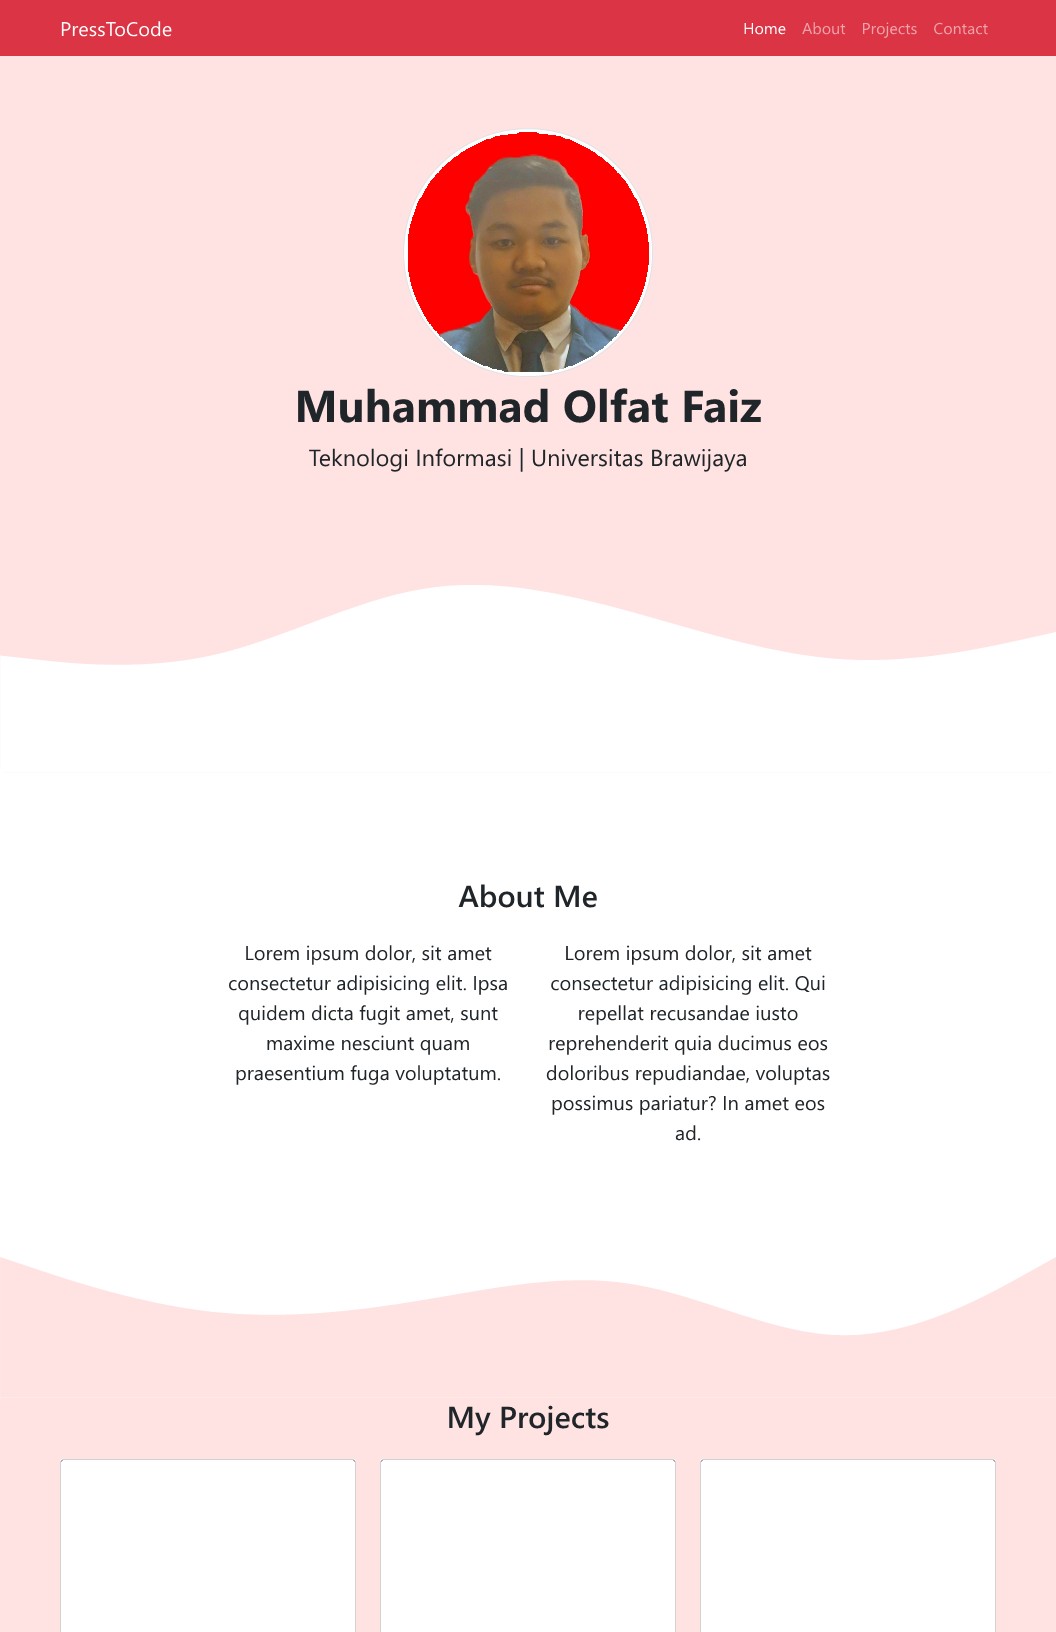 PressToCode
Home About Projects Contact
Muhammad Olfat Faiz
Teknologi Informasi | Universitas Brawijaya
About Me
Lorem ipsum dolor, sit amet
consectetur adipisicing elit. Ipsa
quidem dicta fugit amet, sunt
maxime nesciunt quam
praesentium fuga voluptatum.
Lorem ipsum dolor, sit amet
consectetur adipisicing elit. Qui
repellat recusandae iusto
reprehenderit quia ducimus eos
doloribus repudiandae, voluptas
possimus pariatur? In amet eos
ad.
My Projects